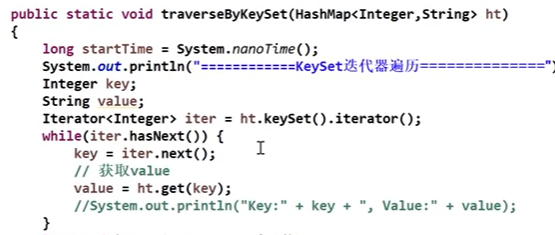 public static void traverseByKeySet(HashMap<Integer,String> ht)
{
    long startTime = System.nanoTime();
    System.out.println("============KeySet迭代器遍历===============")
    Integer key;
    String value;
    Iterator<Integer> iter = ht.keySet().iterator();
    while(iter.hasNext()) {
        key = iter.next();
        // 获取value
        value = ht.get(key);
        //System.out.println("Key:" + key + ", Value:" + value);
    }